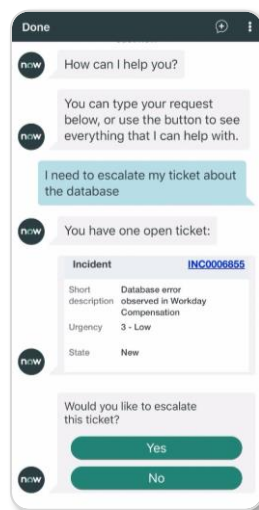 Done
now
How can I help you?
You can type your request
below, or use the button to see
everything that I can help with.
now
I need to escalate my ticket about
the database
now
You have one open ticket:
Incident INC0006855
Short Database error
description observed in Workday
Compensation
Urgency 3 - Low
State New
now
Would you like to escalate
this ticket?
Yes
No
now